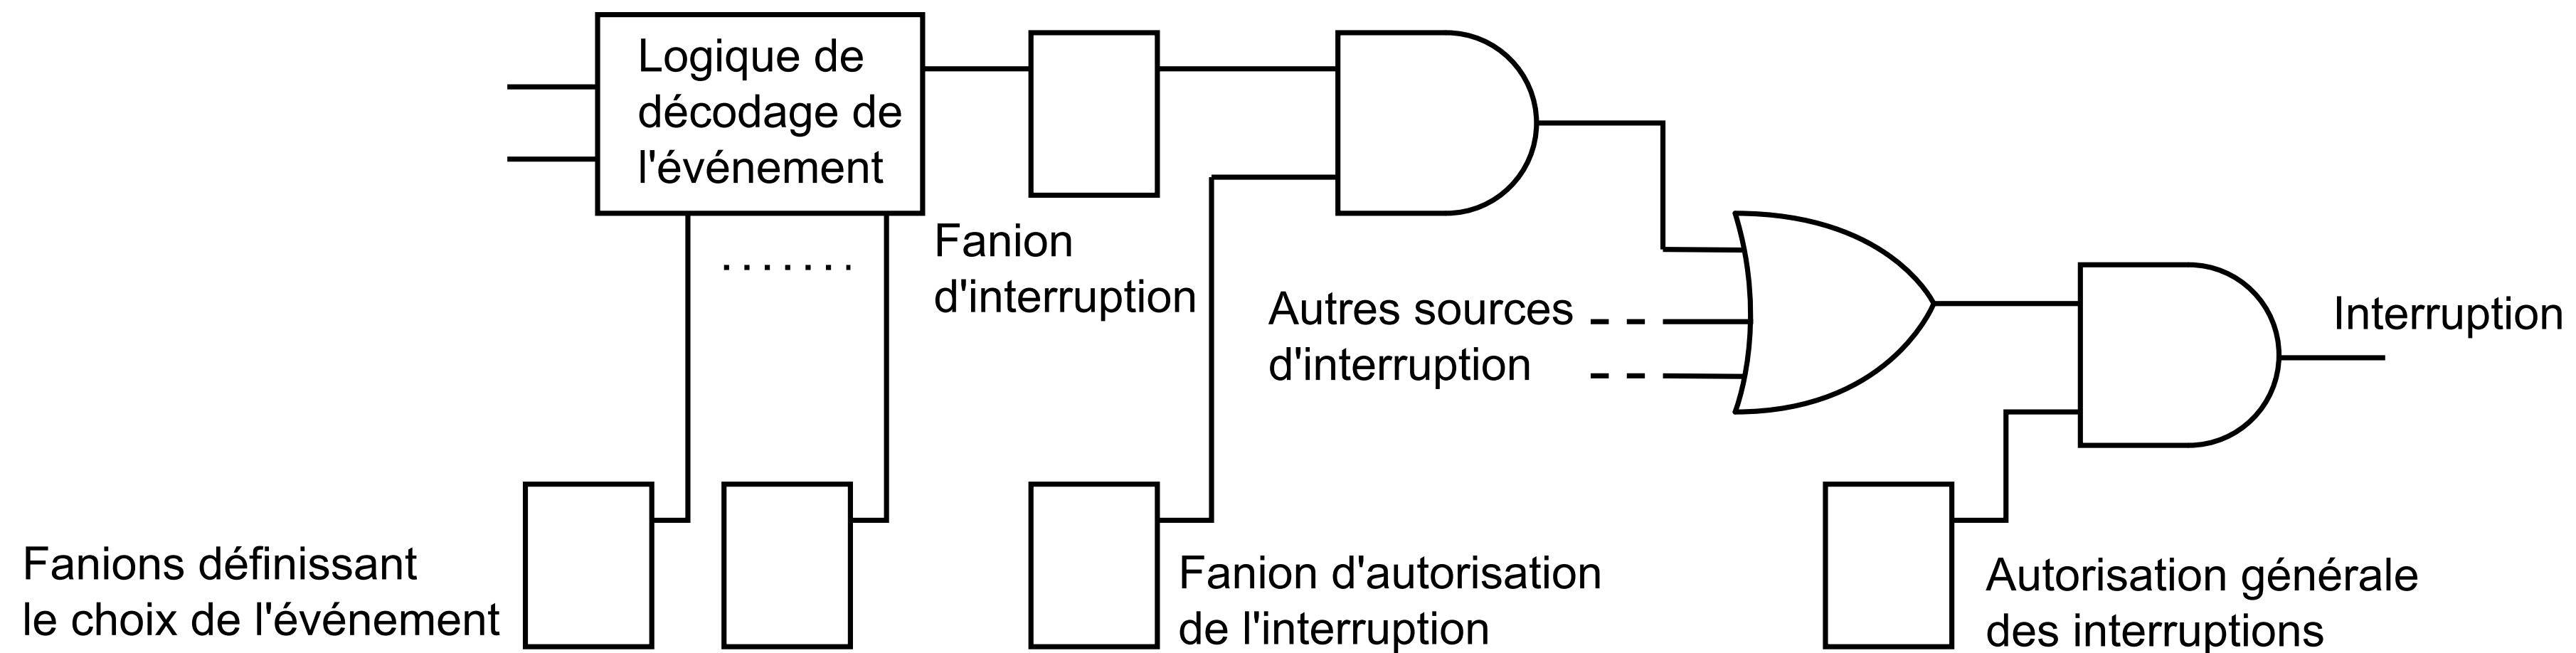 Logique de
décodage de
l'événement
Fanion
d'interruption
Autres sources
d'interruption
Interruption
Fanions définissant
le choix de l'événement
Fanion d'autorisation
de l'interruption
Autorisation générale
des interruptions